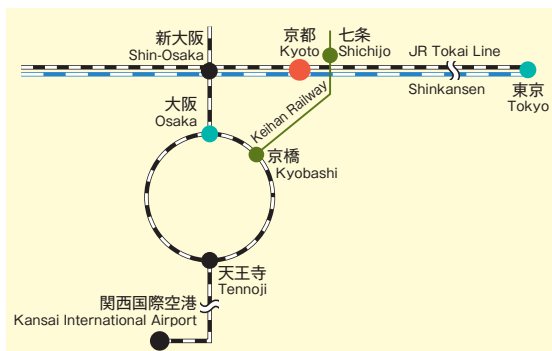 新大阪
Shin-Osaka
京都
Kyoto
七条
Shichijo
JR Tokai Line
Shinkansen
東京
Tokyo
大阪
Osaka
Keihan Railway
京橋
Kyobashi
天王寺
Tennoji
関西国際空港
Kansai International Airport